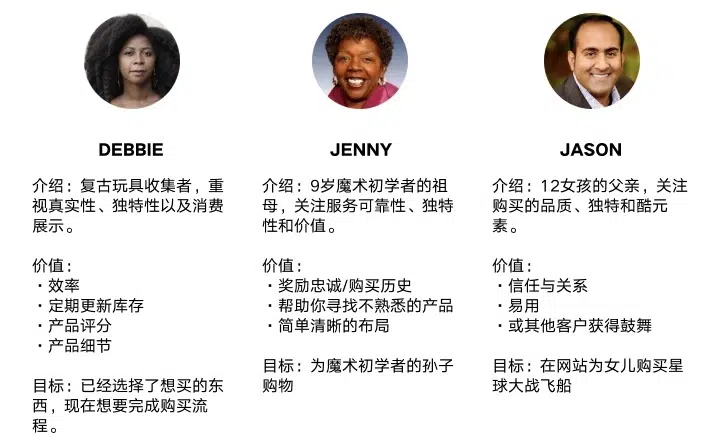 DEBBIE
介绍：复古玩具收集者，重
视真实性、独特性以及消费
展示。
价值：
·效率
·定期更新库存
·产品评分
·产品细节
目标：已经选择了想买的东
西，现在想要完成购买流
程。
JENNY
介绍：9岁魔术初学者的祖
母，关注服务可靠性、独特
性和价值。
价值：
·奖励忠诚/购买历史
·帮助你寻找不熟悉的产品
·简单清晰的布局
目标：为魔术初学者的孙子
购物
JASON
介绍：12女孩的父亲，关注
购买的品质、独特和酷元
素。
价值：
·信任与关系
·易用
·或其他客户获得鼓舞
目标：在网站为女儿购买星
球大战飞船